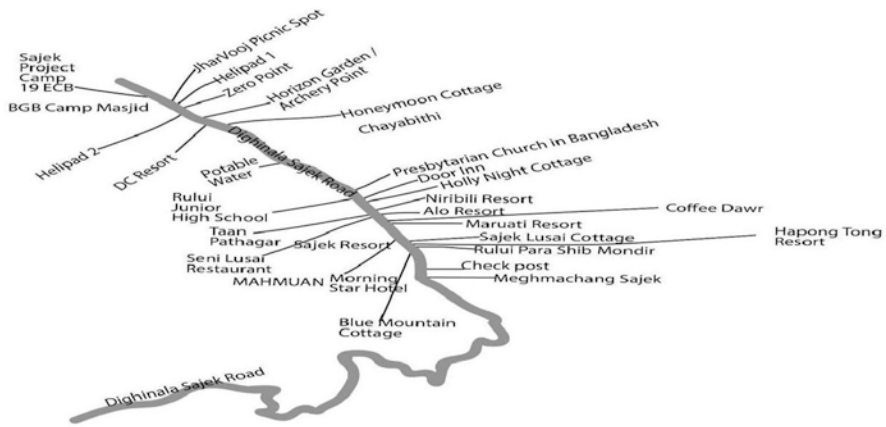 Sajek
Project
Camp
19 ECB
JharVooj Picnic Spot
Helipad 1
Zero Point
Horizon Garden /
Archery Point
BGB Camp Masjid
Honeymoon Cottage
Chayabithi
Helipad 2
DC Resort
Dighinala Sajek Road
Potable
Water
Presbytarian Church in Bangladesh
Door Inn
Holly Night Cottage
Rului
Junior
High School
Niribili Resort
Alo Resort
Coffee Dawr
Taan
Pathagar
Maruati Resort
Sajek Resort
Sajek Lusai Cottage
Hapong Tong
Resort
Seni Lusai
Restaurant
Rului Para Shib Mondir
MAHMUAN
Morning
Star Hotel
Check post
Meghmachang Sajek
Blue Mountain
Cottage
Dighinala Sajek Road